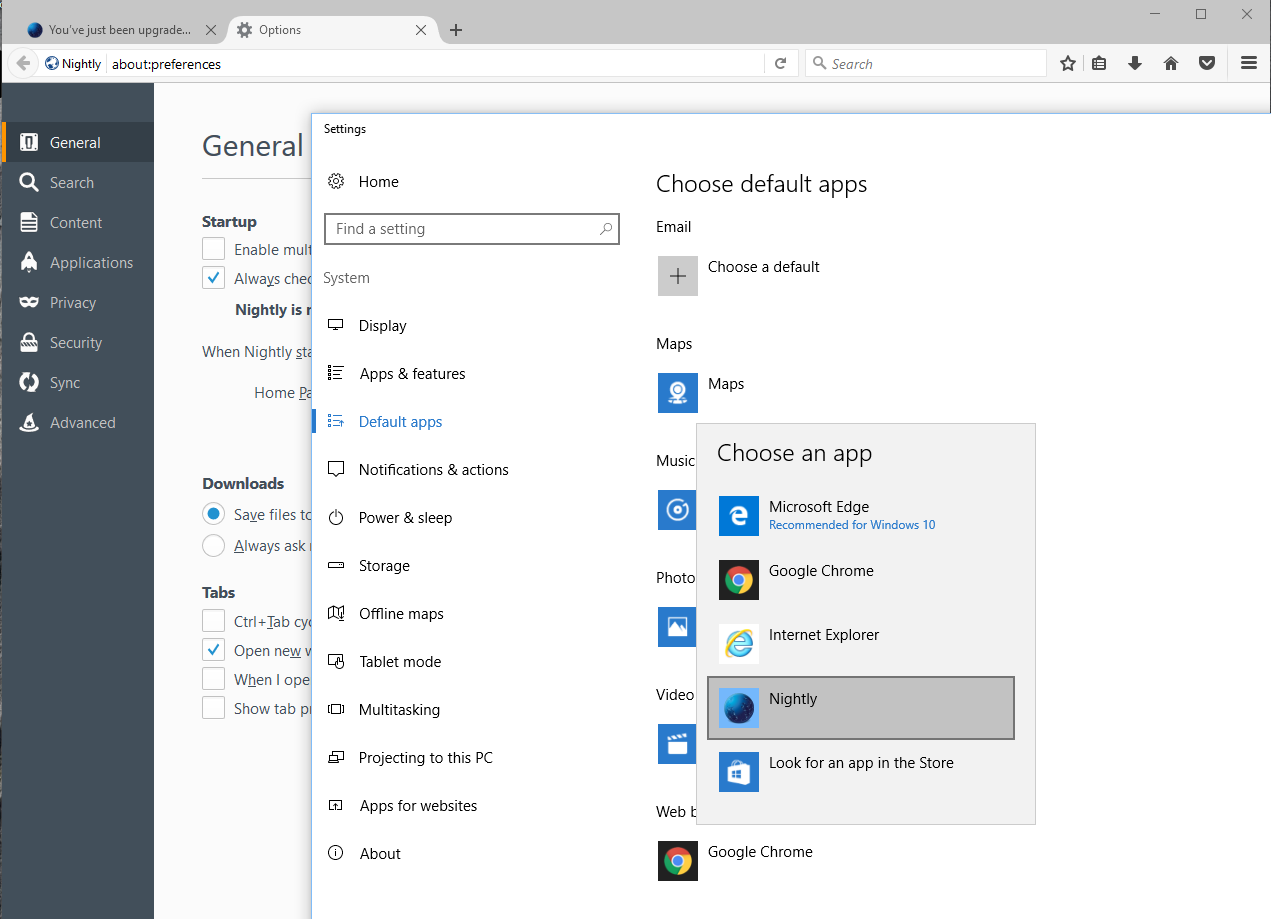 You've just been upgrade...
Options
Nightly
about:preferences
Search
General
Search
Content
Applications
Privacy
Security
Sync
Advanced
General
Startup
Enable mult
Always chec
Nightly is n
When Nightly sta
Home Pa
Downloads
Save files to
Always ask
Tabs
Ctrl+Tab cyc
Open new w
When I ope
Show tab pr
Settings
Home
Find a setting
System
Display
Apps & features
Default apps
Notifications & actions
Power & sleep
Storage
Offline maps
Tablet mode
Multitasking
Projecting to this PC
Apps for websites
About
Choose default apps
Email
Choose a default
Maps
Maps
Music
Photo
Video
Web b
Google Chrome
Choose an app
Microsoft Edge
Recommended for Windows 10
Google Chrome
Internet Explorer
Nightly
Look for an app in the Store